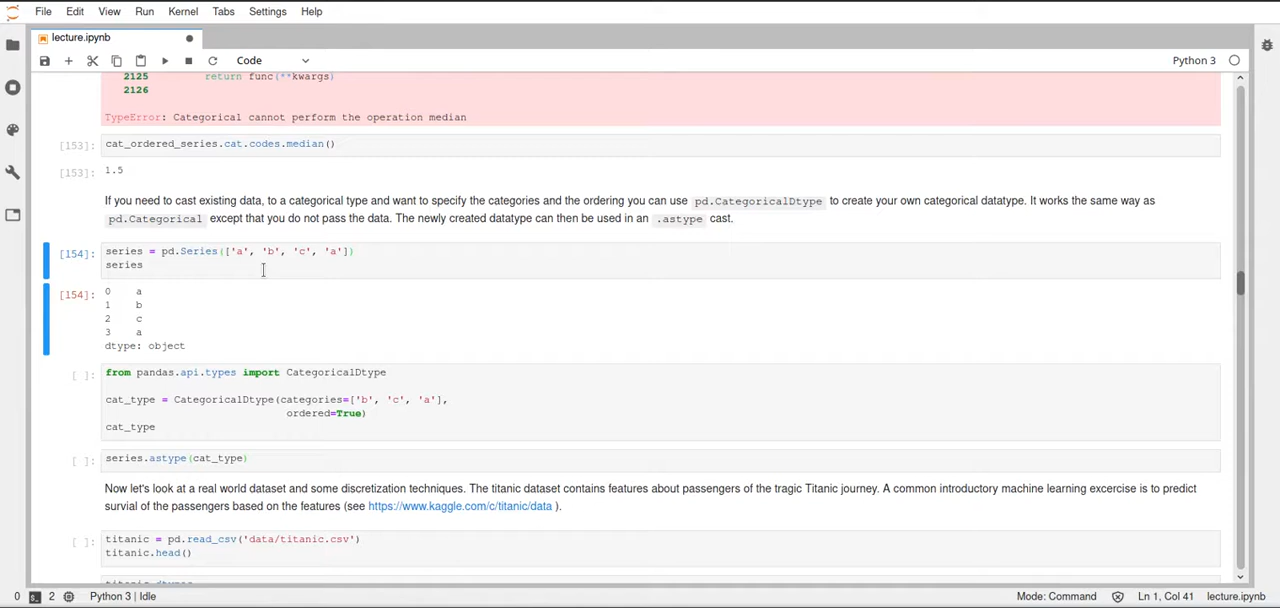 File Edit View Run Kernel Tabs Settings Help
lecture.ipynb
Code
Python 3
2125 return func(**kwargs)
2126
TypeError: Categorical cannot perform the operation median
[153]: cat_ordered_series.cat.codes.median()
[153]: 1.5
If you need to cast existing data, to a categorical type and want to specify the categories and the ordering you can use pd.CategoricalDtype to create your own categorical datatype. It works the same way as
pd.Categorical except that you do not pass the data. The newly created datatype can then be used in an .astype cast.
[154]: series = pd.Series(['a', 'b', 'c', 'a'])
series
[154]: 0 a
1 b
2 c
3 a
dtype: object
[ ]: from pandas.api.types import CategoricalDtype
cat_type = CategoricalDtype(categories=['b', 'c', 'a'],
ordered=True)
cat_type
[ ]: series.astype(cat_type)
Now let's look at a real world dataset and some discretization techniques. The titanic dataset contains features about passengers of the tragic Titanic journey. A common introductory machine learning excercise is to predict
survial of the passengers based on the features (see https://www.kaggle.com/c/titanic/data ).
[ ]: titanic = pd.read_csv('data/titanic.csv')
titanic.head()
titanic.dtypes
0 2 Python 3 | Idle Mode: Command Ln 1, Col 41 lecture.ipynb